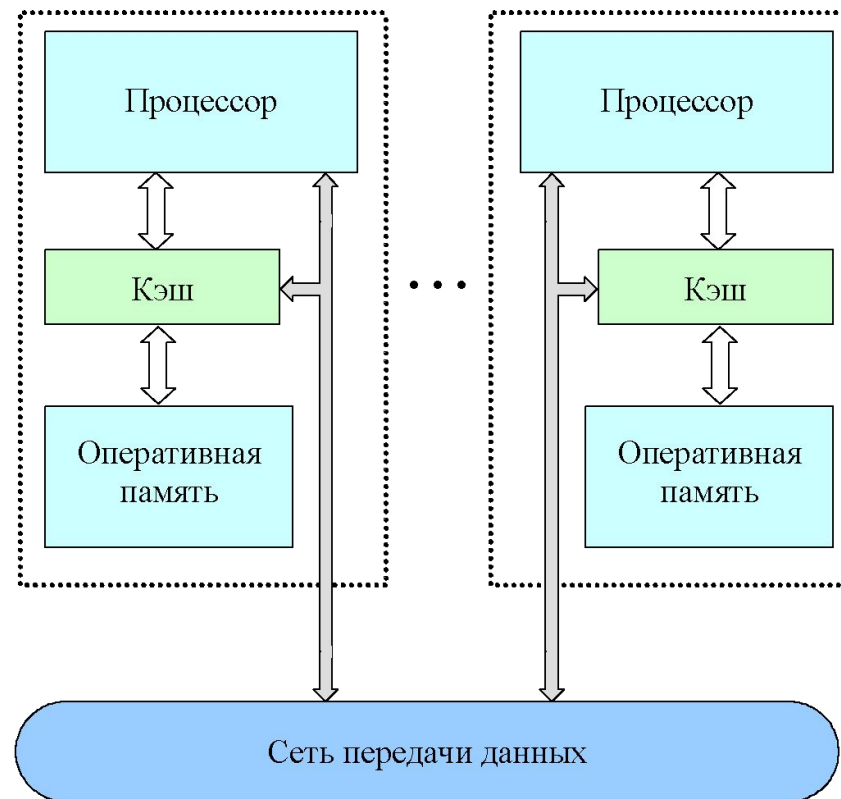 Процессор
Процессор
Кэш
Кэш
Оперативная
память
Оперативная
память
Сеть передачи данных